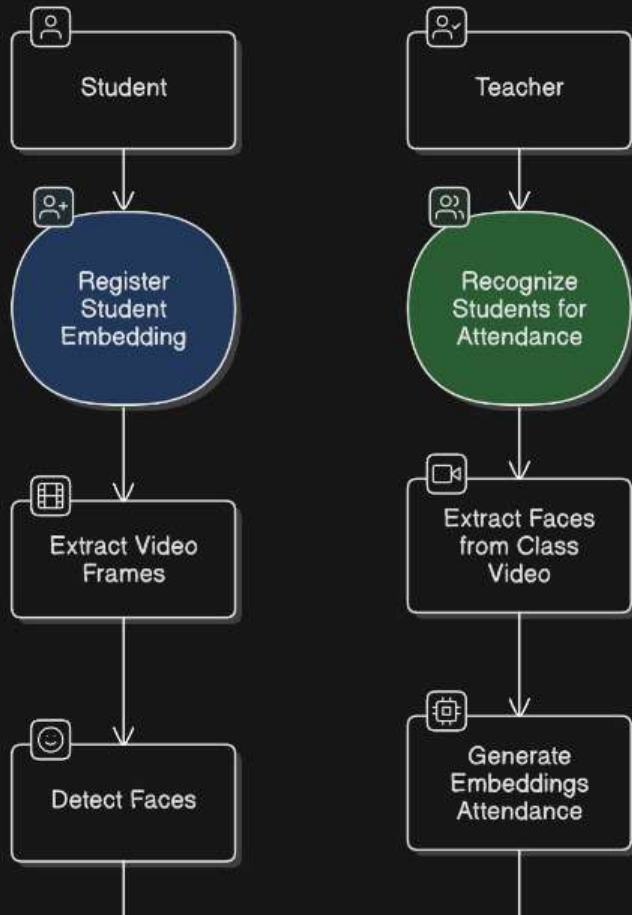 Student
Register
Student
Embedding
Extract Video
Frames
Detect Faces
Teacher
Recognize
Students for
Attendance
Extract Faces
from Class
Video
Generate
Embeddings
Attendance